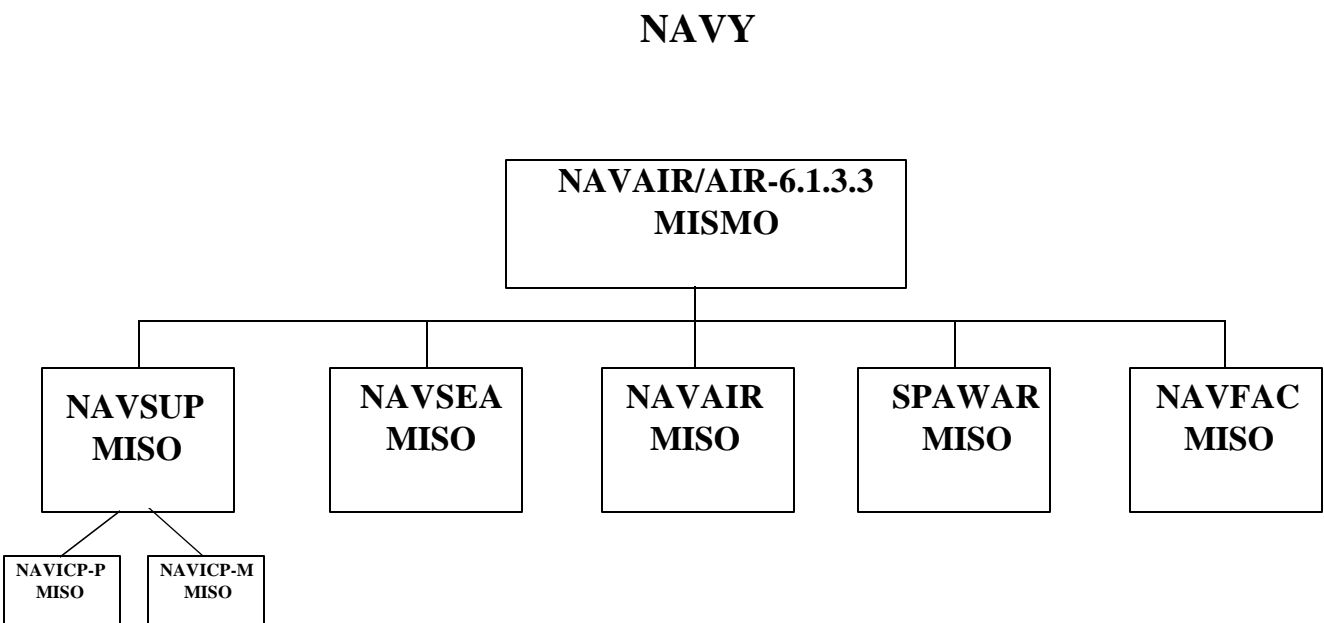 NAVY
NAVAIR/AIR-6.1.3.3
MISMO
NAVSUP
MISO
NAVSEA
MISO
NAVAIR
MISO
SPAWAR
MISO
NAVFAC
MISO
NAVICP-P
MISO
NAVICP-M
MISO